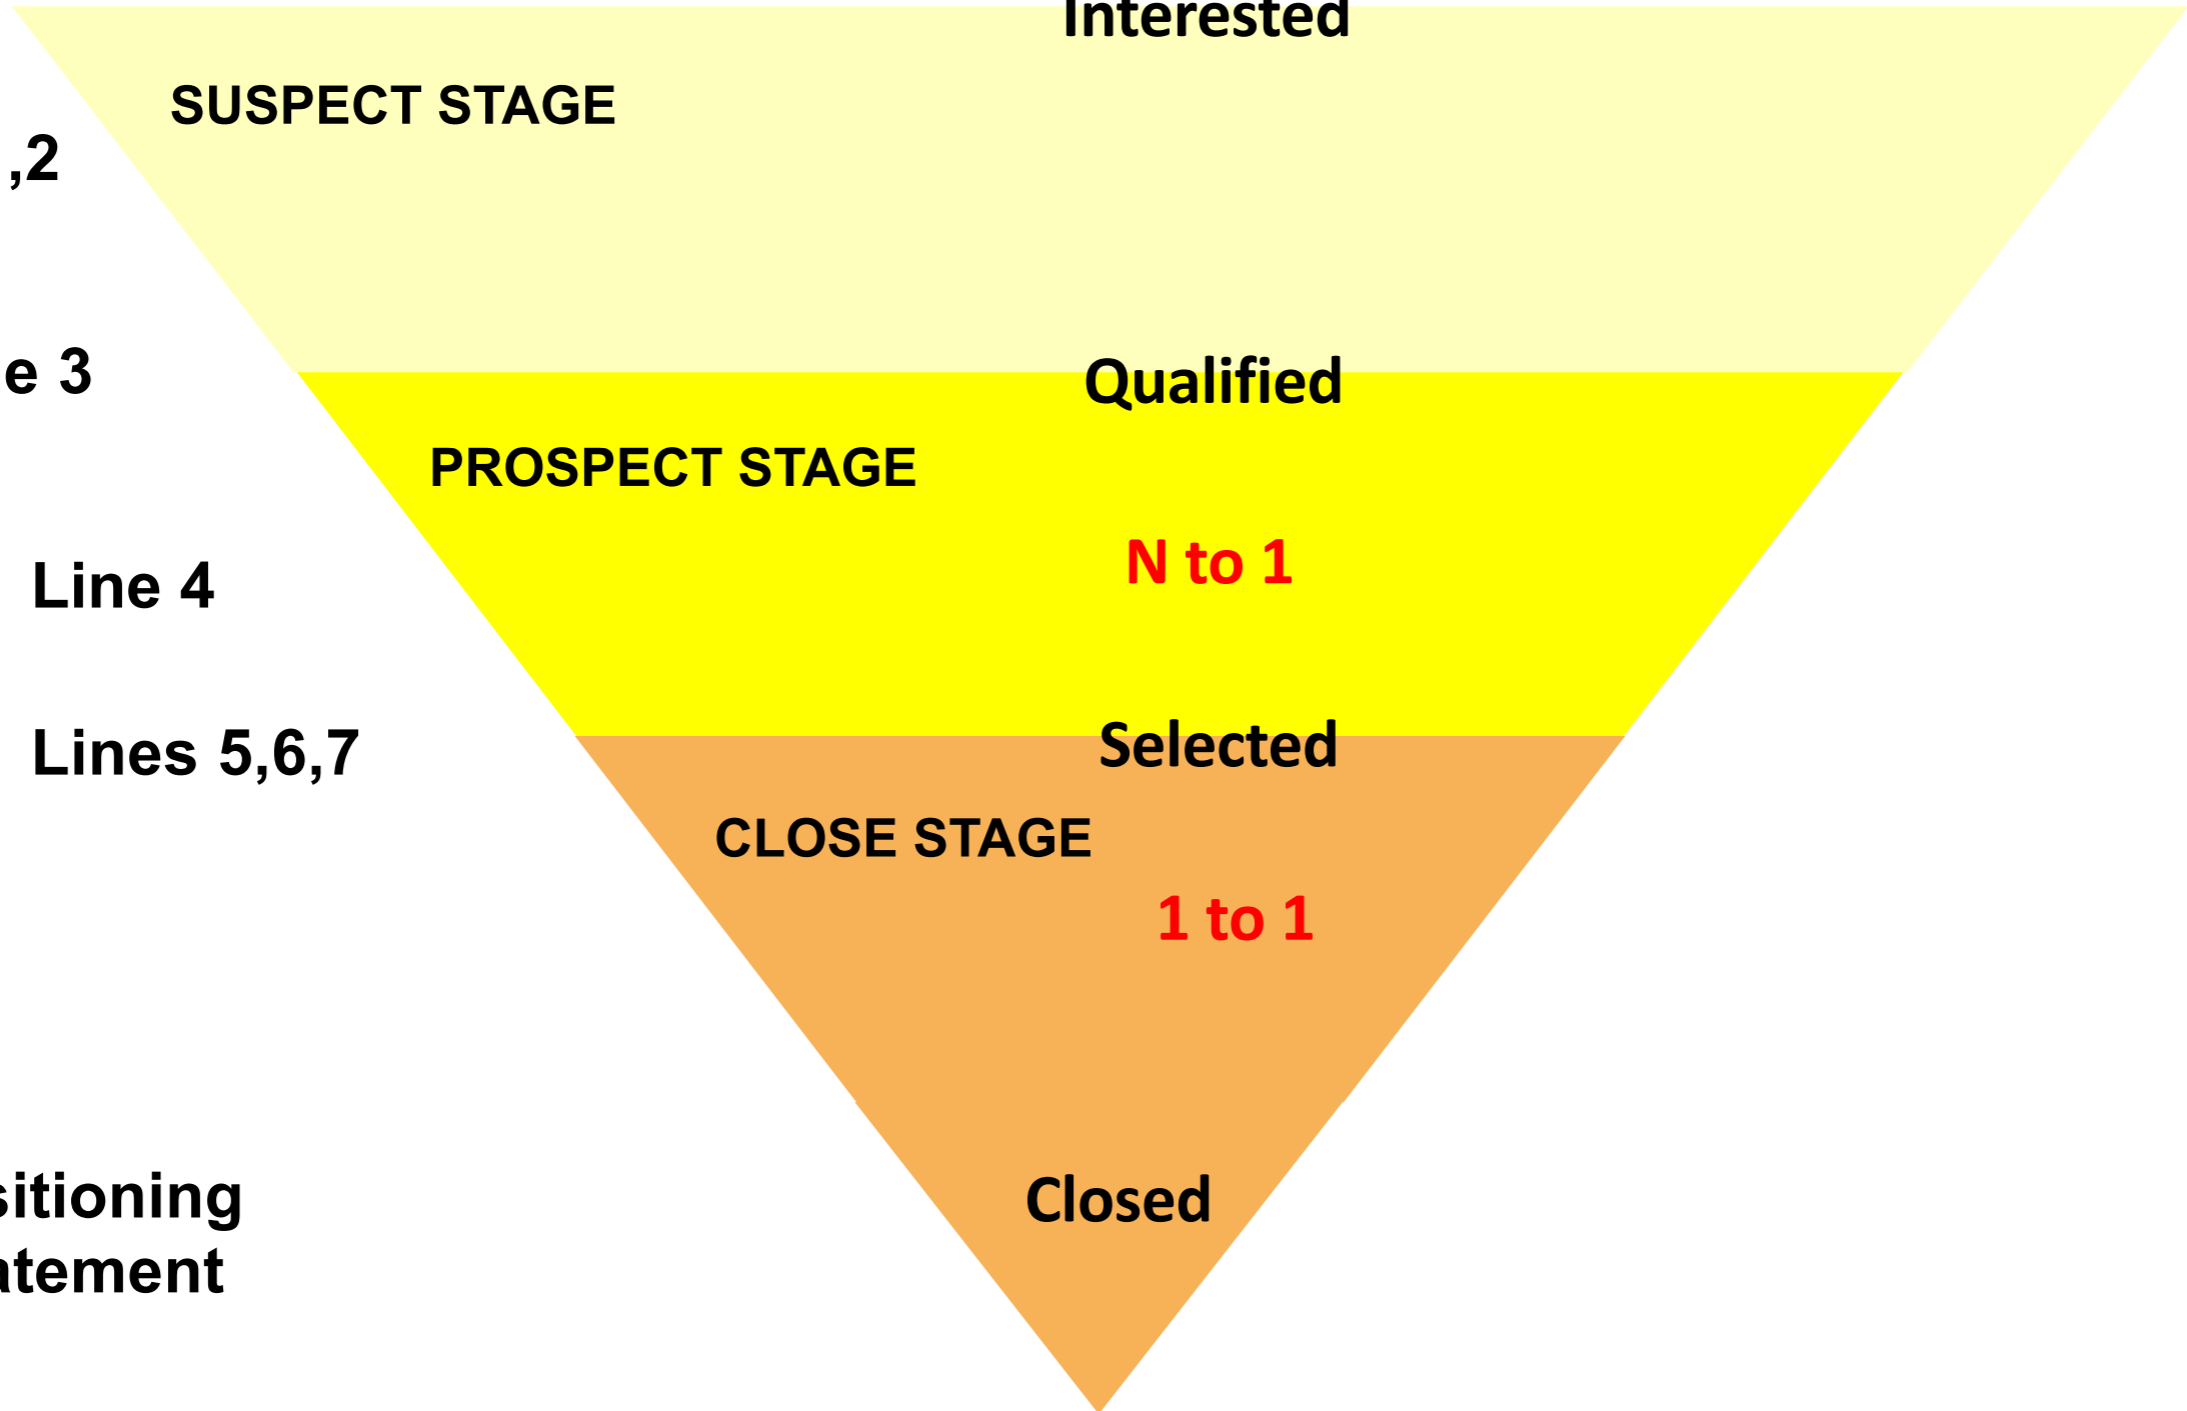 Interested
SUSPECT STAGE
,2
e 3
Qualified
PROSPECT STAGE
N to 1
Line 4
Selected
Lines 5,6,7
CLOSE STAGE
1 to 1
sitioning
Closed
atement